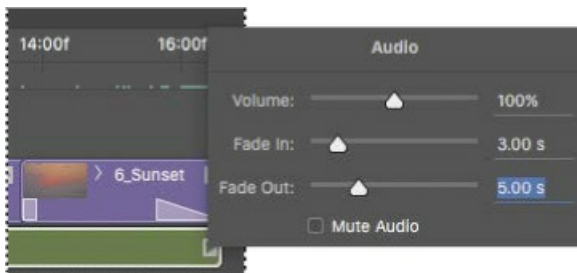 14:00f 16:00f
Audio
Volume: 100%
Fade In: 3.00 s
6_Sunset
Fade Out: 5.00 s
Mute Audio